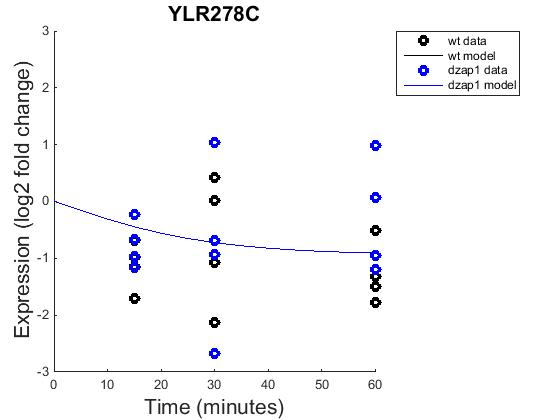 YLR278C
wt data
wt model
dzap1 data
dzap1 model
Expression (log2 fold change)
3
2
1
0
-1
-2
-3
0 10 20 30 40 50 60
Time (minutes)